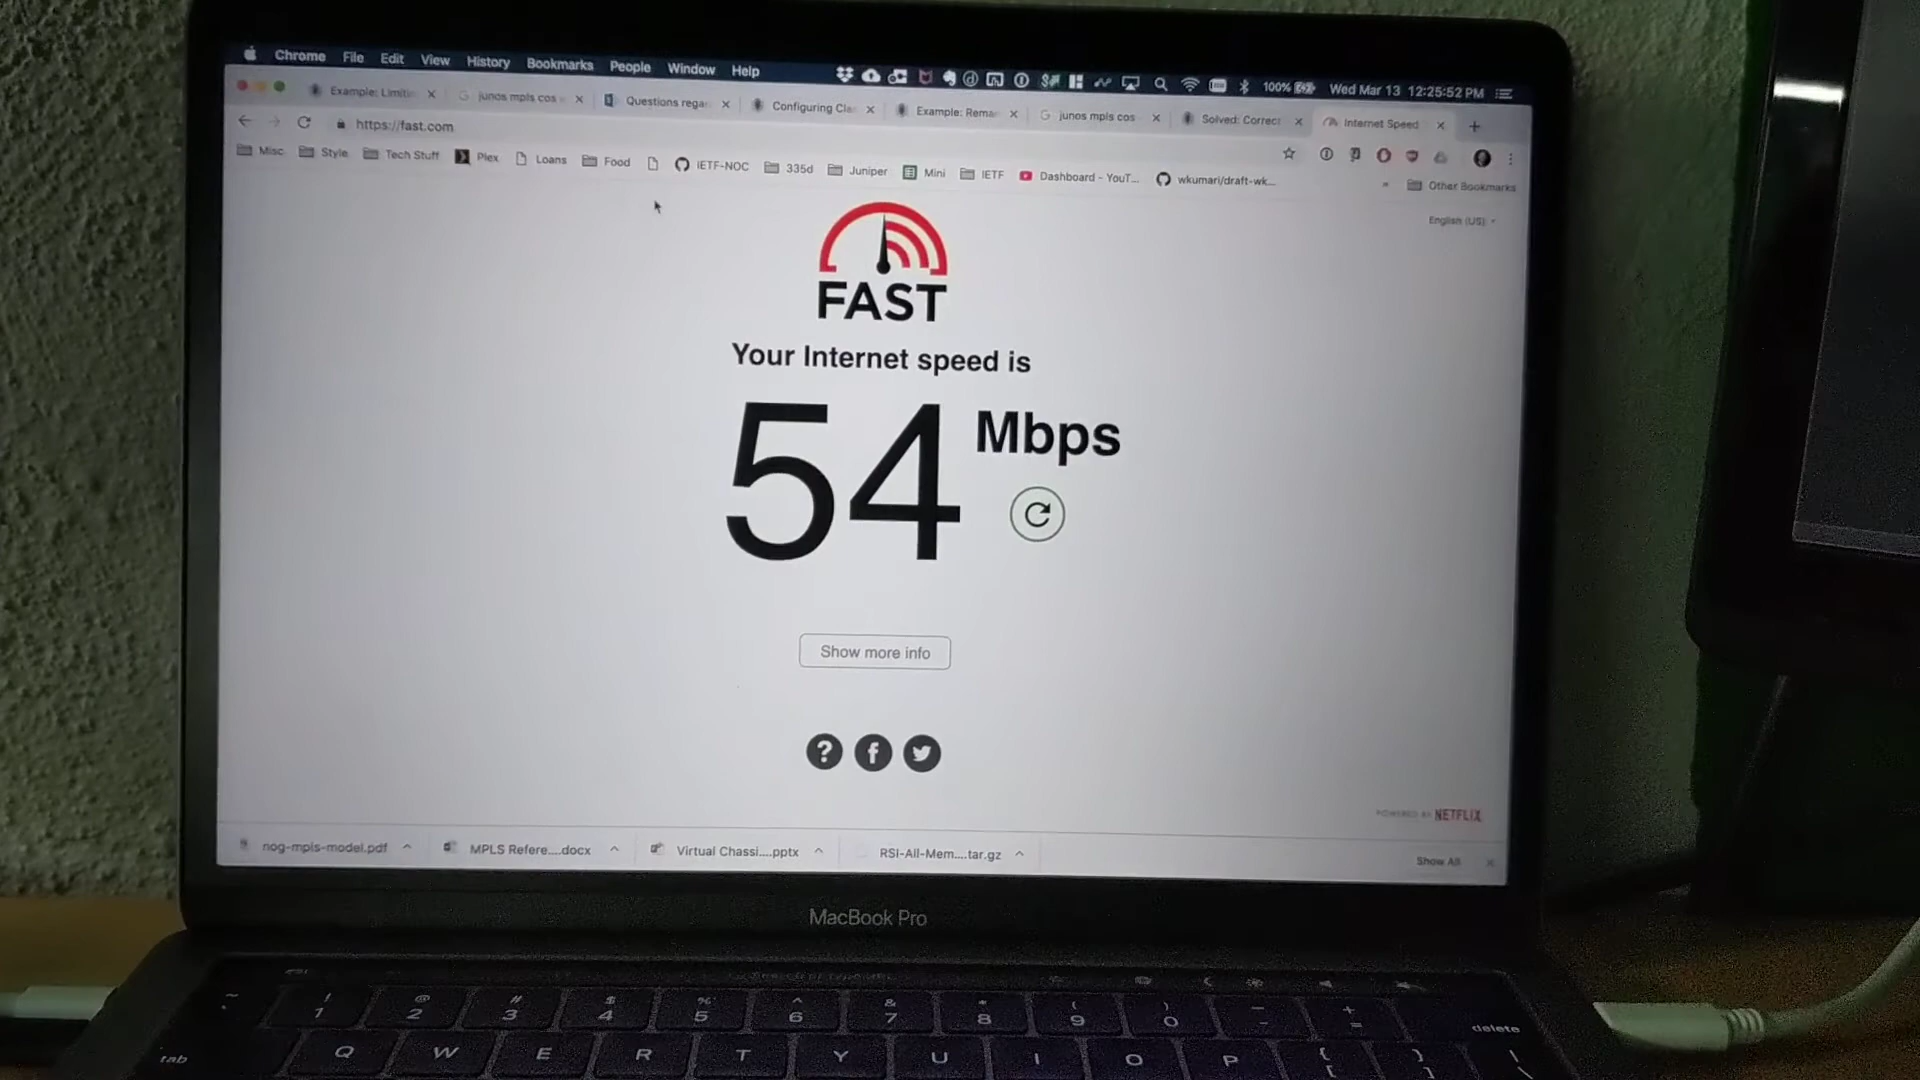 Chrome File Edit View History Bookmarks People Window Help 100% Wed Mar 13 12:25:52 PM
Example: Limitin junos mpls cos Questions regar Configuring Cla Example: Remar junos mpls cos Solved: Correct Internet Speed
https://fast.com
Misc Style Tech Stuff Plex Loans Food IETF-NOC 335d Juniper Mini IETF Dashboard - YouT... wkumari/draft-wk... » Other Bookmarks
English (US)
FAST
Your Internet speed is
54 Mbps
Show more info
POWERED BY NETFLIX
nog-mpls-model.pdf MPLS Refere....docx Virtual Chassi....pptx RSI-All-Mem....tar.gz Show All
MacBook Pro
esc
~ ! @ # $ % ^ & * ( ) _ +
1 2 3 4 5 6 7 8 9 0 - = delete
tab Q W E R T Y U I O P { } |
[ ] \